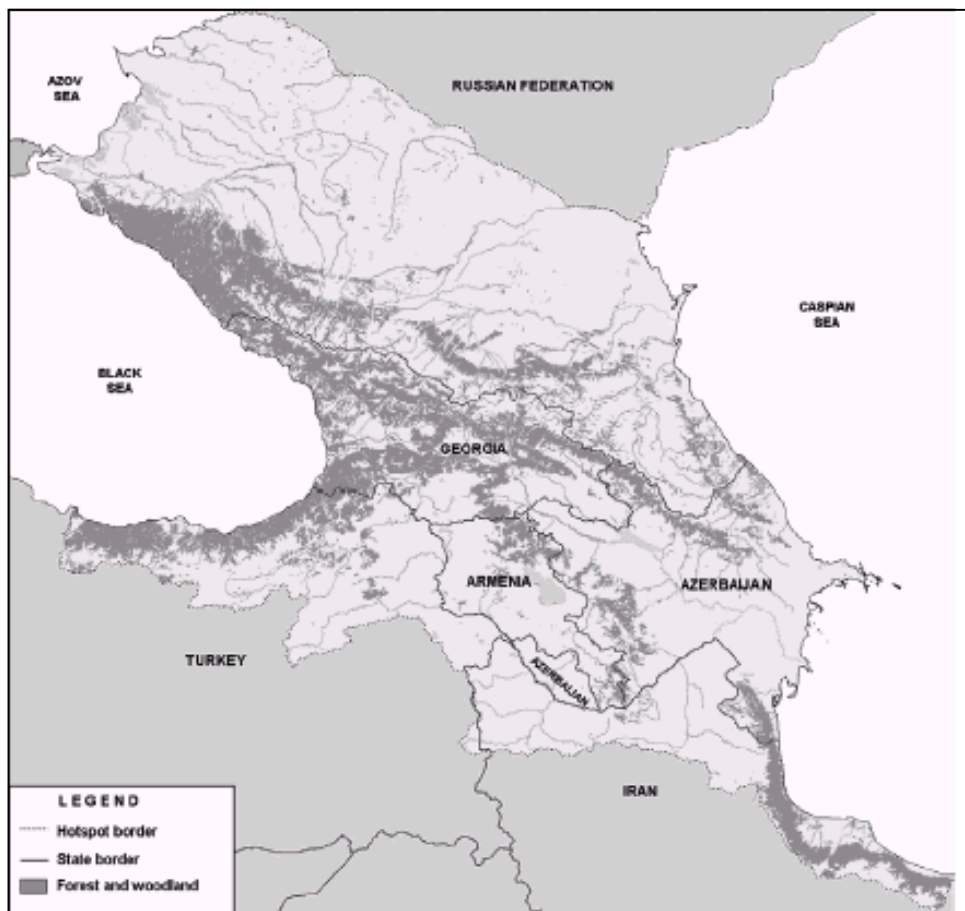 RUSSIAN FEDERATION
AZOV
SEA
CASPIAN
SEA
BLACK
SEA
GEORGIA
ARMENIA
AZERBAIJAN
TURKEY
AZERBAIJAN
IRAN
LEGEND
Hotspot border
State border
Forest and woodland